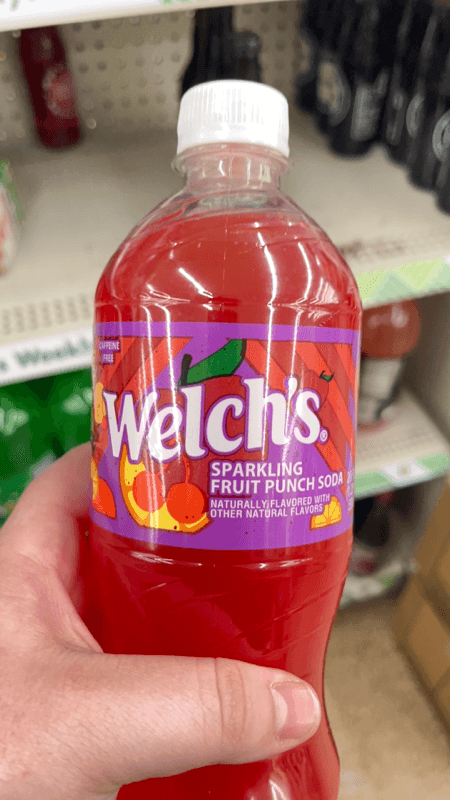 CAFFEINE
FREE
Welch's®
SPARKLING
FRUIT PUNCH SODA
NATURALLY FLAVORED WITH
OTHER NATURAL FLAVORS